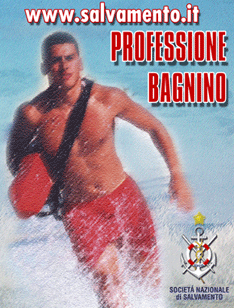 www.salvamento.it
PROFESSIONE
BAGNINO
SOCIETÀ NAZIONALE
di SALVAMENTO